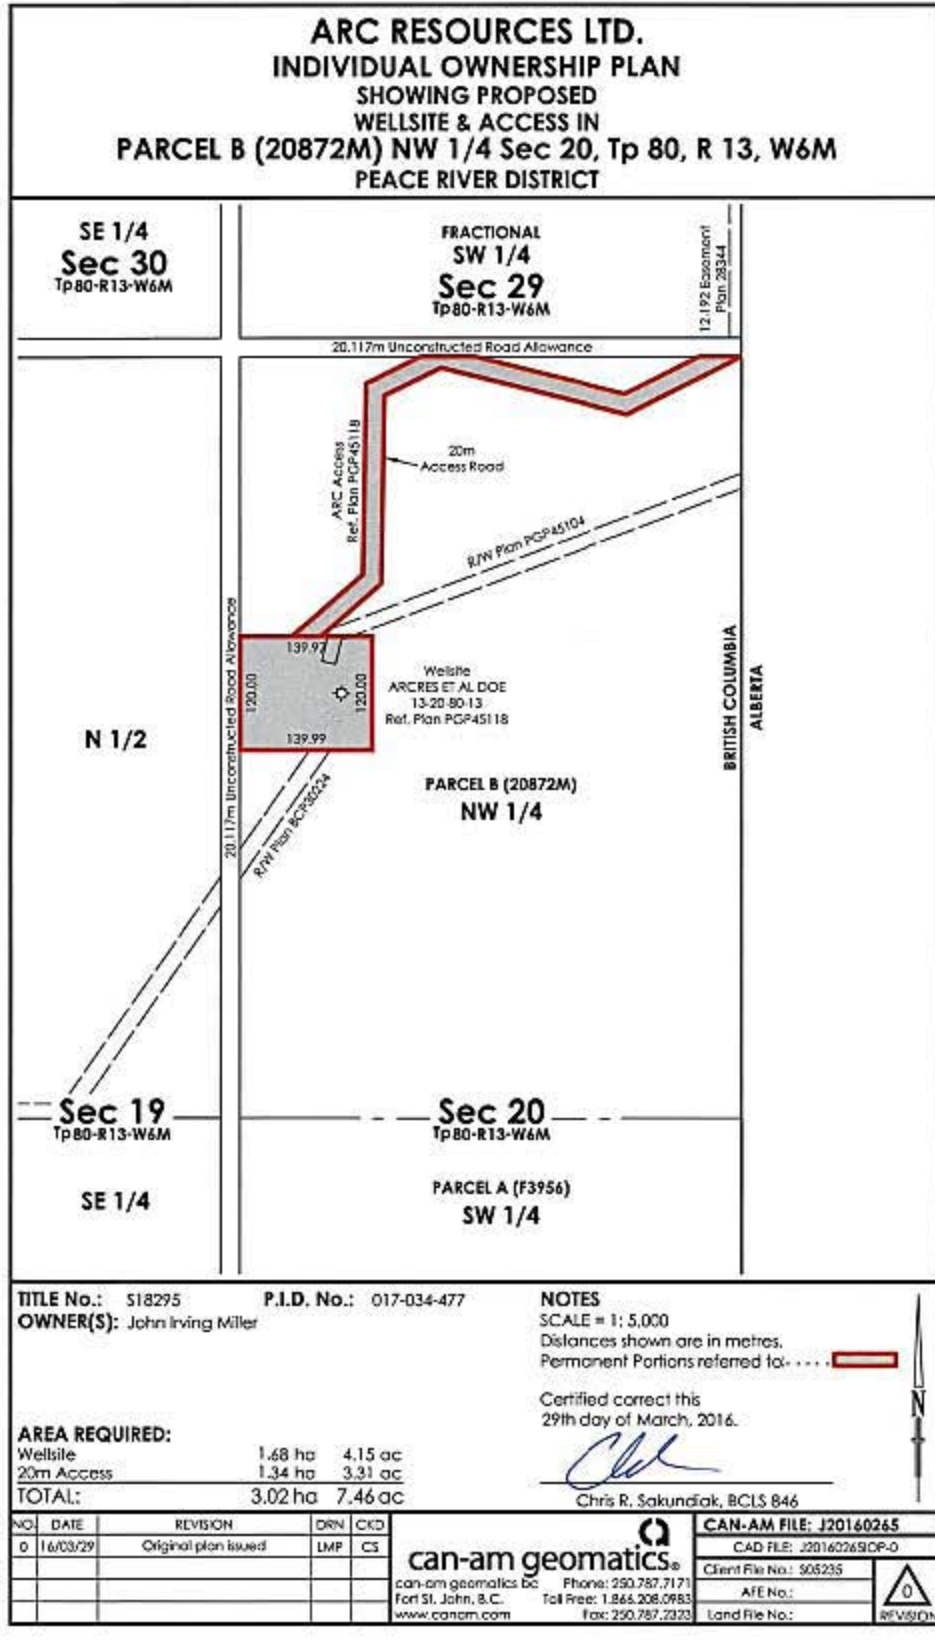 ARC RESOURCES LTD.
INDIVIDUAL OWNERSHIP PLAN
SHOWING PROPOSED
WELLSITE & ACCESS IN
PARCEL B (20872M) NW 1/4 Sec 20, Tp 80, R 13, W6M
PEACE RIVER DISTRICT
SE 1/4
Sec 30
Tp80-R13-W6M
FRACTIONAL
SW 1/4
Sec 29
Tp80-R13-W6M
12.192 Easement
Plan 28344
20.117m Unconstructed Road Allowance
ARC Access
Ref. Plan PGP45118
20m
Access Road
R/W Plan PGP45104
20.117m Unconstructed Road Allowance
139.97
120.00
120.00
139.99
Wellsite
ARCRES ET AL DOE
13-20-80-13
Ref. Plan PGP45118
BRITISH COLUMBIA
ALBERTA
N 1/2
PARCEL B (20872M)
NW 1/4
R/W Plan BCP30224
Sec 19
Tp80-R13-W6M
Sec 20
Tp80-R13-W6M
SE 1/4
PARCEL A (F3956)
SW 1/4
TITLE No.: S18295 P.I.D. No.: 017-034-477
OWNER(S): John Irving Miller
NOTES
SCALE = 1: 5,000
Distances shown are in metres.
Permanent Portions referred to: . . . . .
Certified correct this
29th day of March, 2016.
Chris R. Sakundiak, BCLS 846
N
AREA REQUIRED:
Wellsite 1.68 ha 4.15 ac
20m Access 1.34 ha 3.31 ac
TOTAL: 3.02 ha 7.46 ac
NO. DATE REVISION DRN CKD
0 16/03/29 Original plan issued LMP CS
can-am geomatics®
can-am geomatics bc Phone: 250.787.7171
Fort St. John, B.C. Toll Free: 1.866.208.0983
www.canam.com Fax: 250.787.2323
CAN-AM FILE: J20160265
CAD FILE: J20160265IOP-0
Client File No.: S05235
AFE No.:
Land File No.:
0
REVISION